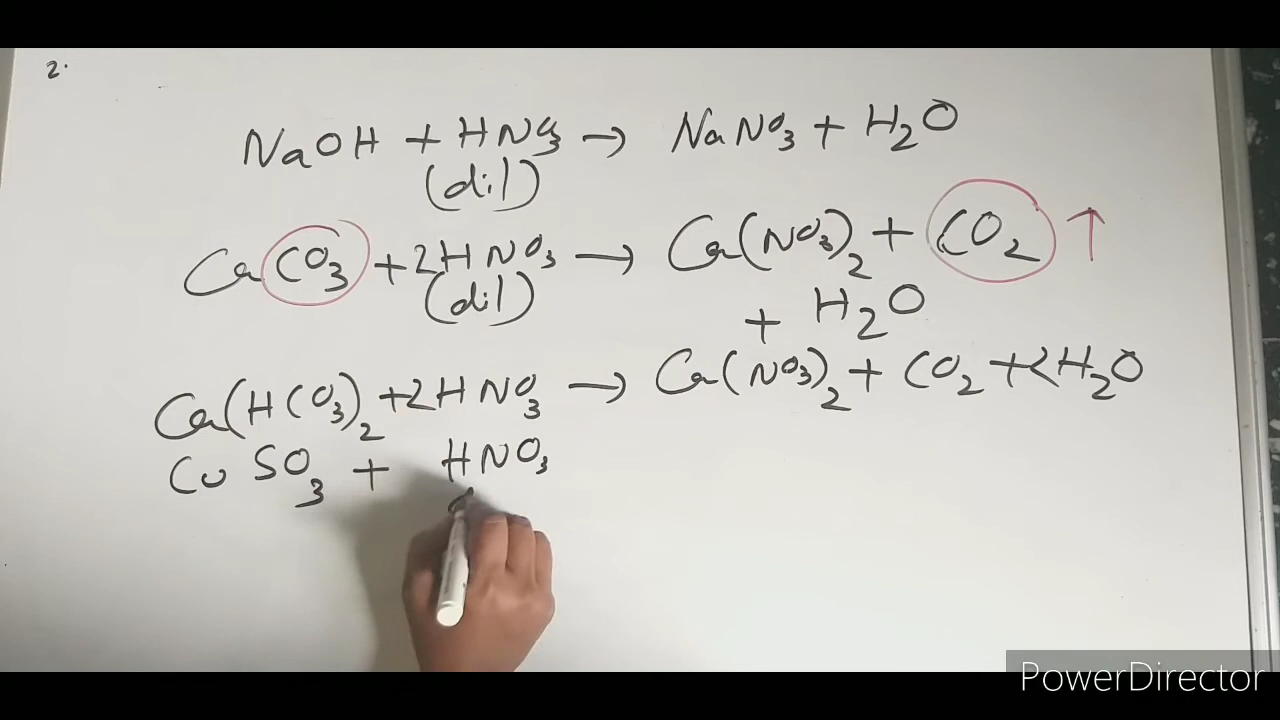 2.
NaOH + HNO3 → NaNO3 + H2O
(dil)
CaCO3 + 2HNO3 → Ca(NO3)2 + CO2 ↑
(dil)
+ H2O
Ca(HCO3)2 + 2HNO3 → Ca(NO3)2 + CO2 + 2H2O
CuSO3 + HNO3
PowerDirector